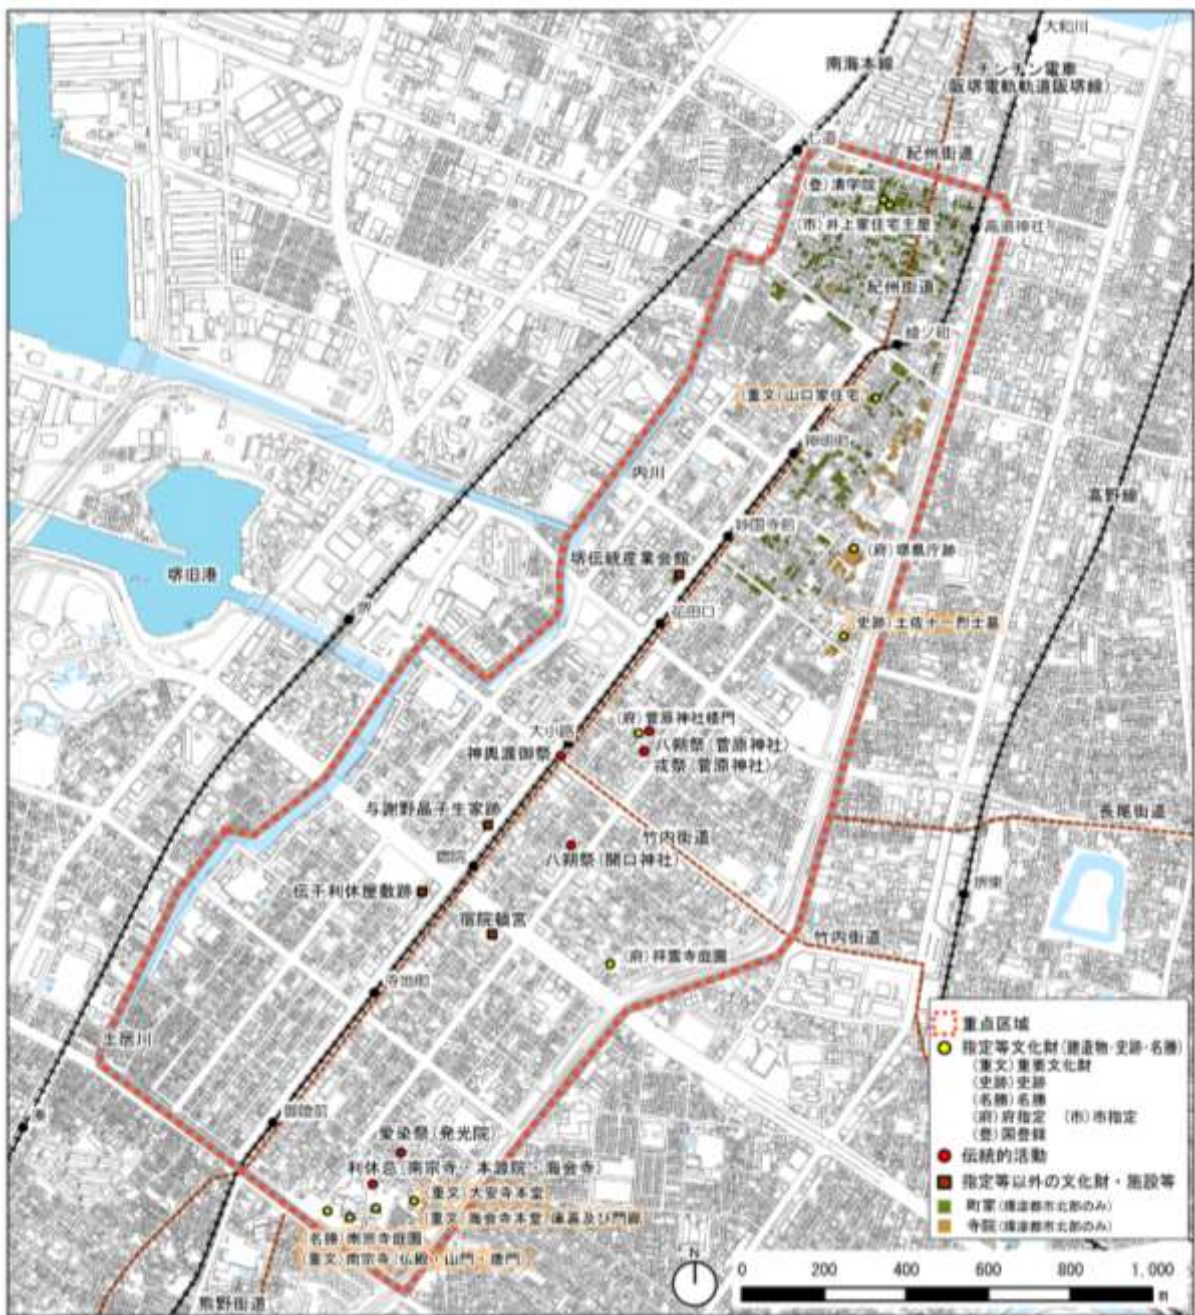 大和川
南海本線
チンチン電車
(阪堺電軌軌道阪堺線)
七道
紀州街道
(登)清学院
(市)井上家住宅主屋
高須神社
紀州街道
綾ノ町
(重文)山口家住宅
神明町
内川
高野線
妙国寺前
(府)堺県庁跡
堺伝統産業会館
堺旧港
花田口
堺
(史跡)土佐十一烈士墓
(府)菅原神社楼門
大小路
八朔祭(菅原神社)
神輿渡御祭
戎祭(菅原神社)
与謝野晶子生家跡
竹内街道
長尾街道
宿院
八朔祭(開口神社)
堺東
伝千利休屋敷跡
宿院頓宮
竹内街道
(府)祥雲寺庭園
寺地町
土居川
御陵前
湊
愛染祭(発光院)
利休忌(南宗寺・本源院・海会寺)
(重文)大安寺本堂
(重文)海会寺本堂(庫裏及び門廊
(名勝)南宗寺庭園
(重文)南宗寺(仏殿・山門・唐門)
熊野街道
重点区域
指定等文化財(建造物・史跡・名勝)
(重文)重要文化財
(史跡)史跡
(名勝)名勝
(府)府指定 (市)市指定
(登)国登録
伝統的活動
指定等以外の文化財・施設等
町家(環濠都市北部のみ)
寺院(環濠都市北部のみ)
N
0 200 400 600 800 1,000
m